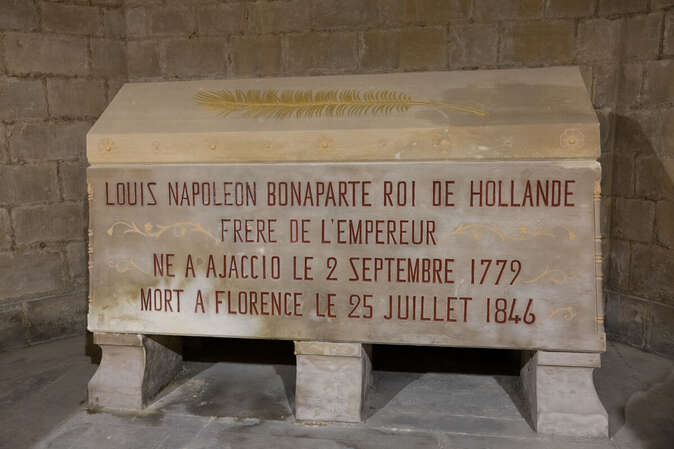 LOUIS NAPOLEON BONAPARTE ROI DE HOLLANDE
FRERE DE L'EMPEREUR
NE A AJACCIO LE 2 SEPTEMBRE 1779
MORT A FLORENCE LE 25 JUILLET 1846